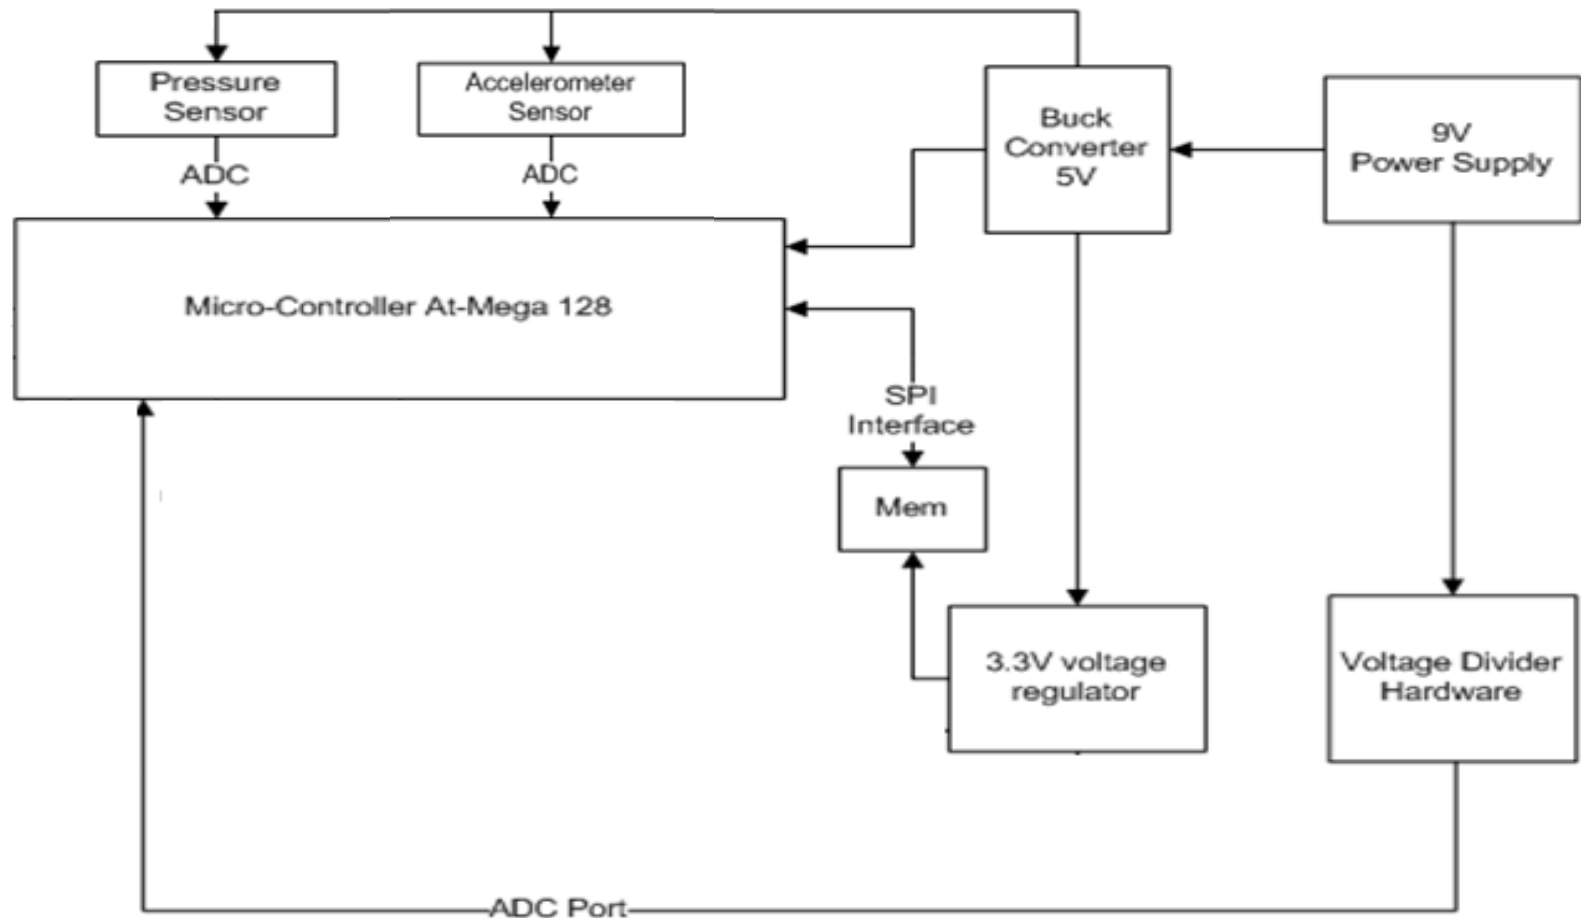 Pressure
Sensor
Accelerometer
Sensor
Buck
Converter
5V
9V
Power Supply
ADC
ADC
Micro-Controller At-Mega 128
SPI
Interface
Mem
3.3V voltage
regulator
Voltage Divider
Hardware
ADC Port